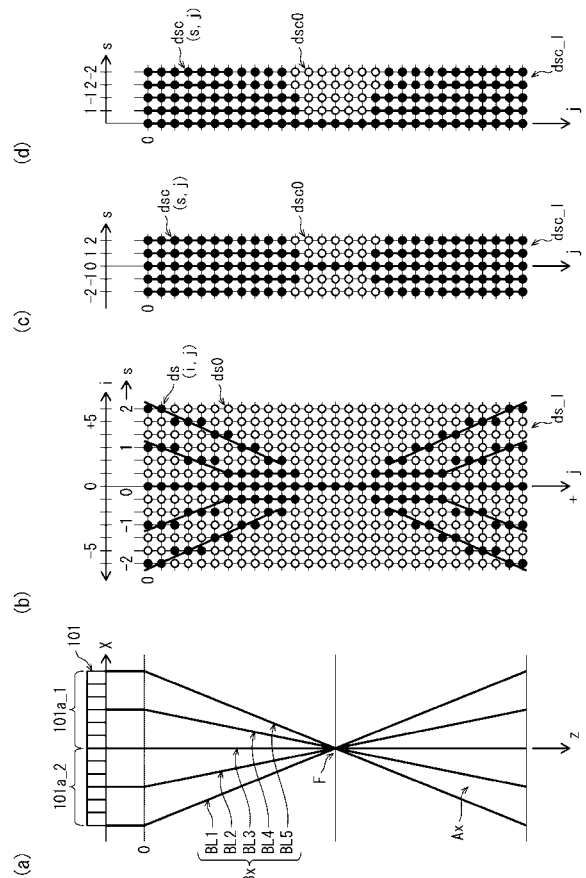 (a)
101a_2
101a_1
101
X
0
BL1
BL2
BL3
BL4
BL5
F
Ax
z
(b)
-5
0
+5
i
-2
-1
0
1
2
s
0
ds
(i, j)
ds0
ds_l
+
j
(c)
-2
-1
0
1
2
s
0
dsc
(s, j)
dsc0
dsc_l
j
(d)
1
-1
2
-2
s
0
dsc
(s, j)
dsc0
dsc_l
j